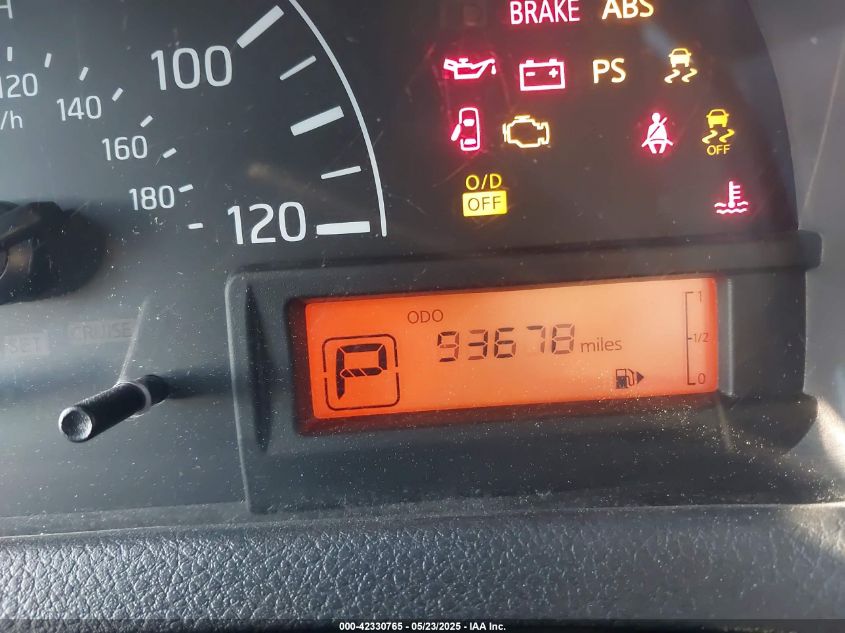 BRAKE ABS
100
120
140
/h
160
180
120
PS
OFF
O/D
OFF
SET CRUISE
ODO
93678 miles
P
1
1/2
0
000-42330765 - 05/23/2025 - IAA Inc.